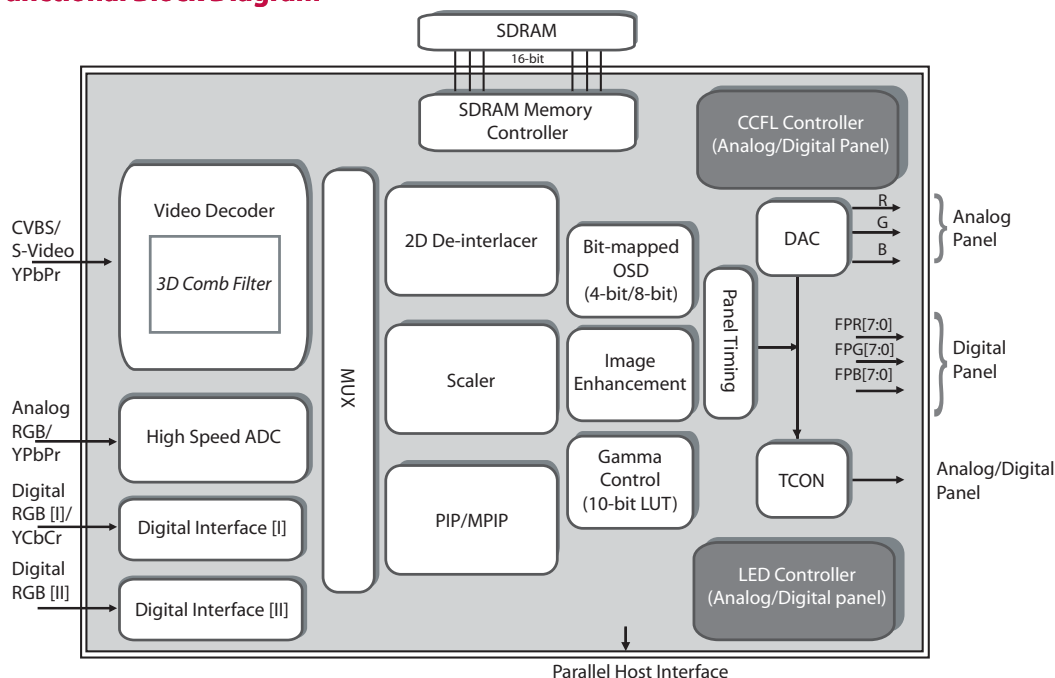 SDRAM
16-bit
SDRAM Memory
Controller
CCFL Controller
(Analog/Digital Panel)
CVBS/
S-Video
YPbPr
Video Decoder
3D Comb Filter
MUX
2D De-interlacer
Bit-mapped
OSD
(4-bit/8-bit)
Panel Timing
DAC
R
G
B
Analog
Panel
FPR[7:0]
FPG[7:0]
FPB[7:0]
Digital
Panel
Scaler
Image
Enhancement
Analog
RGB/
YPbPr
High Speed ADC
Gamma
Control
(10-bit LUT)
TCON
Analog/Digital
Panel
Digital
RGB [I]/
YCbCr
Digital Interface [I]
PIP/MPIP
Digital
RGB [II]
Digital Interface [II]
LED Controller
(Analog/Digital panel)
Parallel Host Interface